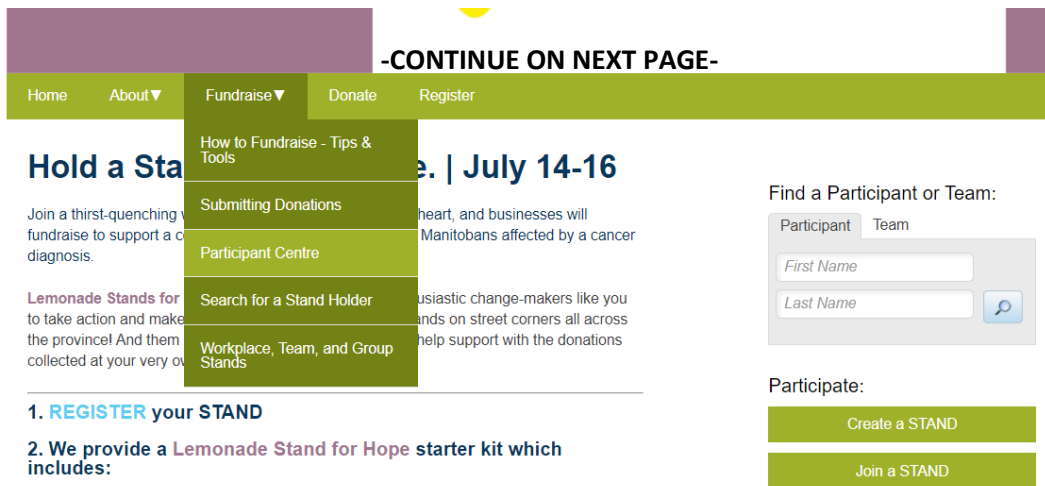 -CONTINUE ON NEXT PAGE-
Home About▼ Fundraise▼ Donate Register
How to Fundraise - Tips &
Tools
Submitting Donations
Participant Centre
Search for a Stand Holder
Workplace, Team, and Group
Stands
Hold a Sta e. | July 14-16
Join a thirst-quenching heart, and businesses will
fundraise to support a c Manitobans affected by a cancer
diagnosis.
Lemonade Stands for usiastic change-makers like you
to take action and make ands on street corners all across
the province! And them help support with the donations
collected at your very ov
1. REGISTER your STAND
2. We provide a Lemonade Stand for Hope starter kit which
includes:
Find a Participant or Team:
Participant Team
First Name
Last Name
Participate:
Create a STAND
Join a STAND